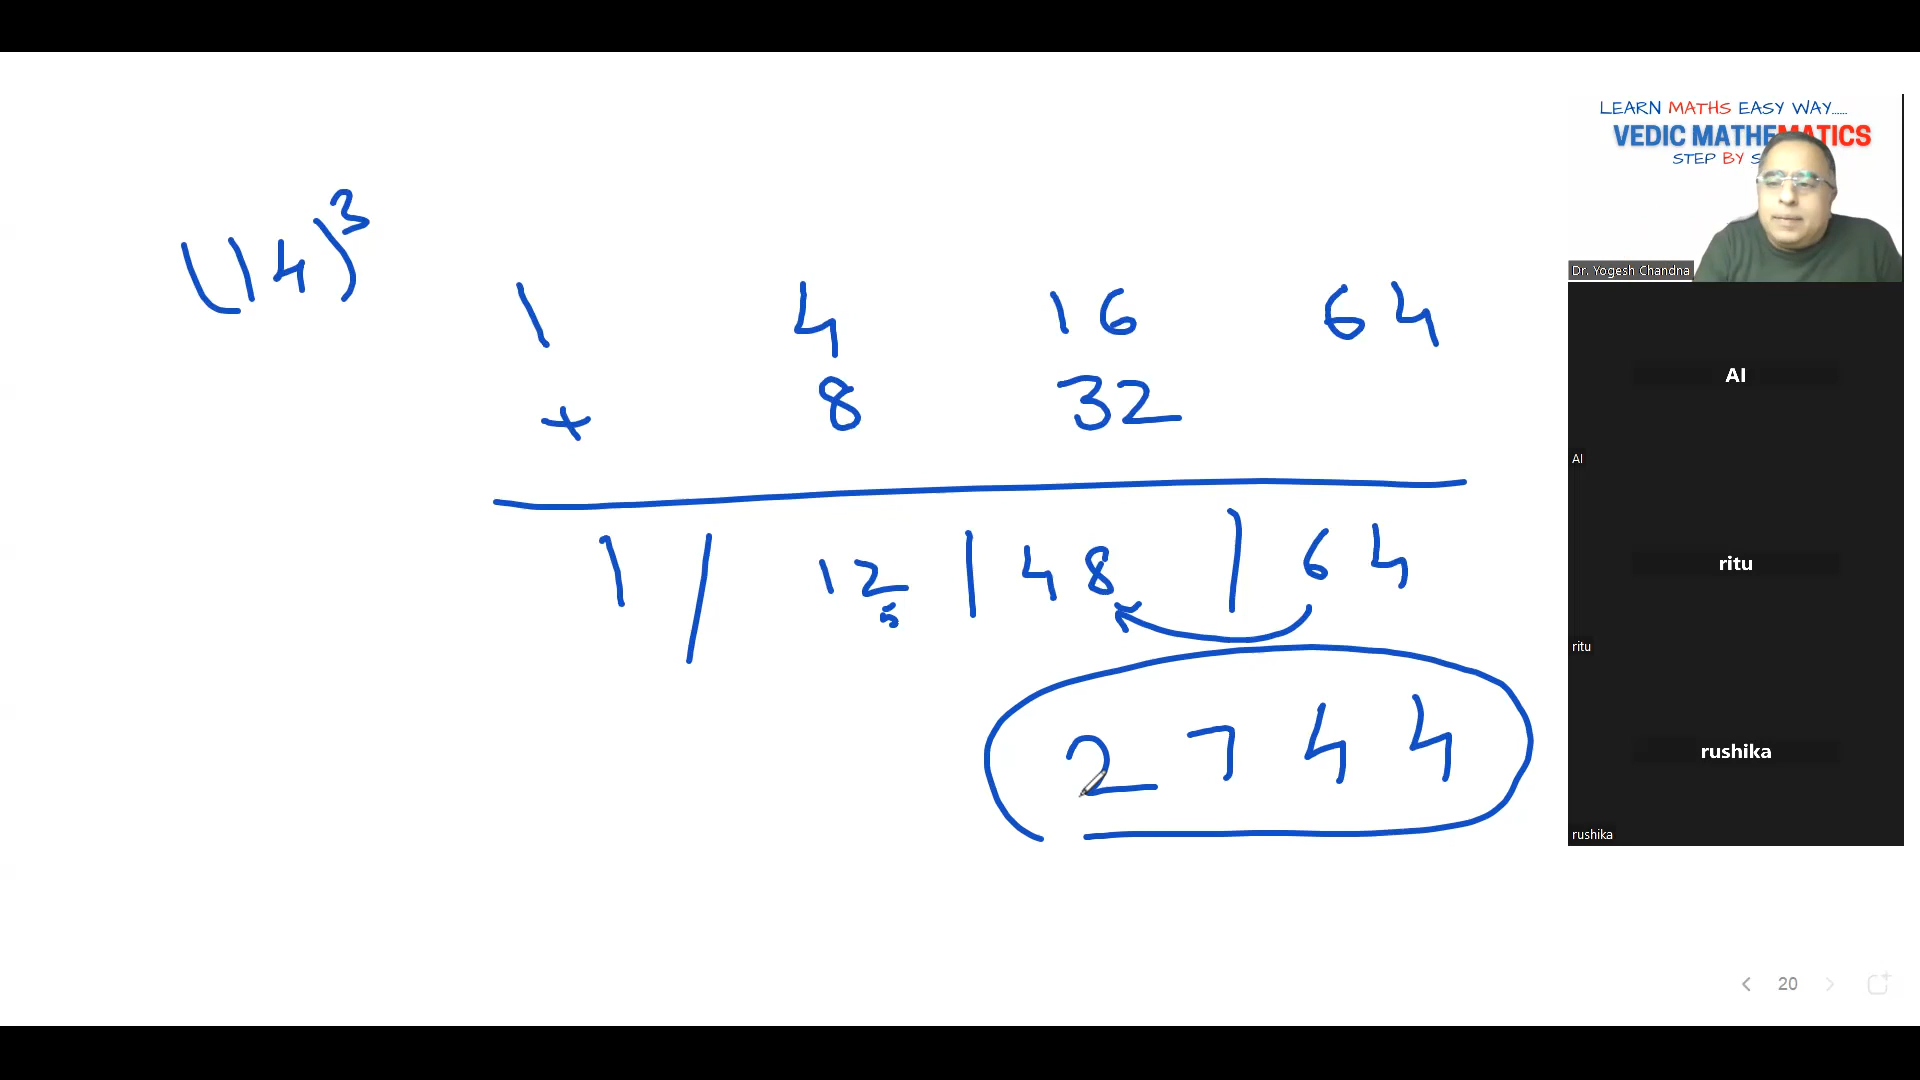 LEARN MATHS EASY WAY......
VEDIC MATHEMATICS
STEP BY S
(14)³
1 4 16 64
+ 8 32
1 / 12 | 48 | 64
5
2744
Dr. Yogesh Chandna
AI
AI
ritu
ritu
rushika
rushika
20